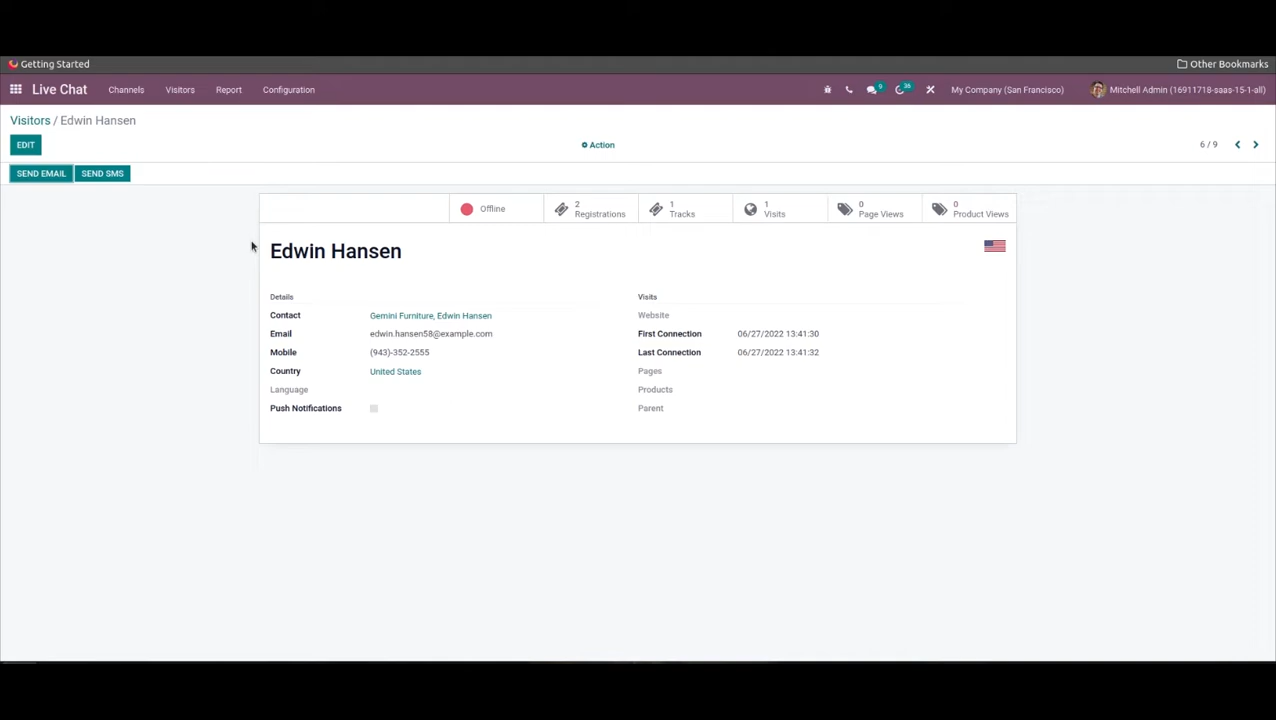 Getting Started
Other Bookmarks
Live Chat Channels Visitors Report Configuration 9 36 My Company (San Francisco) Mitchell Admin (16911718-saas-15-1-all)
Visitors / Edwin Hansen
EDIT Action 6 / 9
SEND EMAIL SEND SMS
Offline
2 Registrations
1 Tracks
1 Visits
0 Page Views
0 Product Views
Edwin Hansen
Details
Contact Gemini Furniture, Edwin Hansen
Email edwin.hansen58@example.com
Mobile (943)-352-2555
Country United States
Language
Push Notifications
Visits
Website
First Connection 06/27/2022 13:41:30
Last Connection 06/27/2022 13:41:32
Pages
Products
Parent